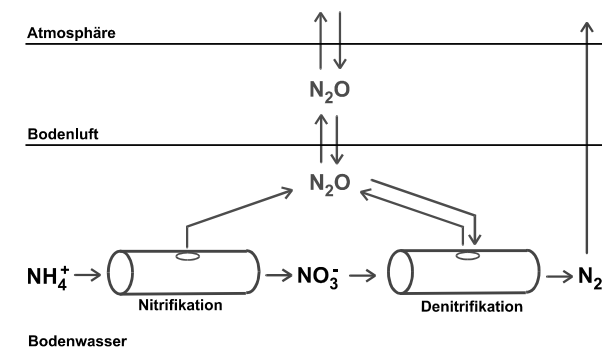 Atmosphäre
N₂O
Bodenluft
N₂O
NH₄⁺ NO₃⁻ N₂
Nitrifikation Denitrifikation
Bodenwasser